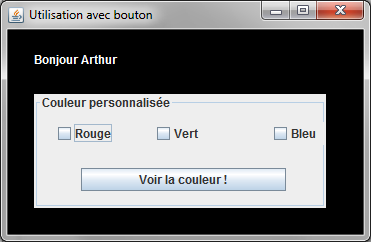 Utilisation avec bouton
Bonjour Arthur
Couleur personnalisée
Rouge Vert Bleu
Voir la couleur !